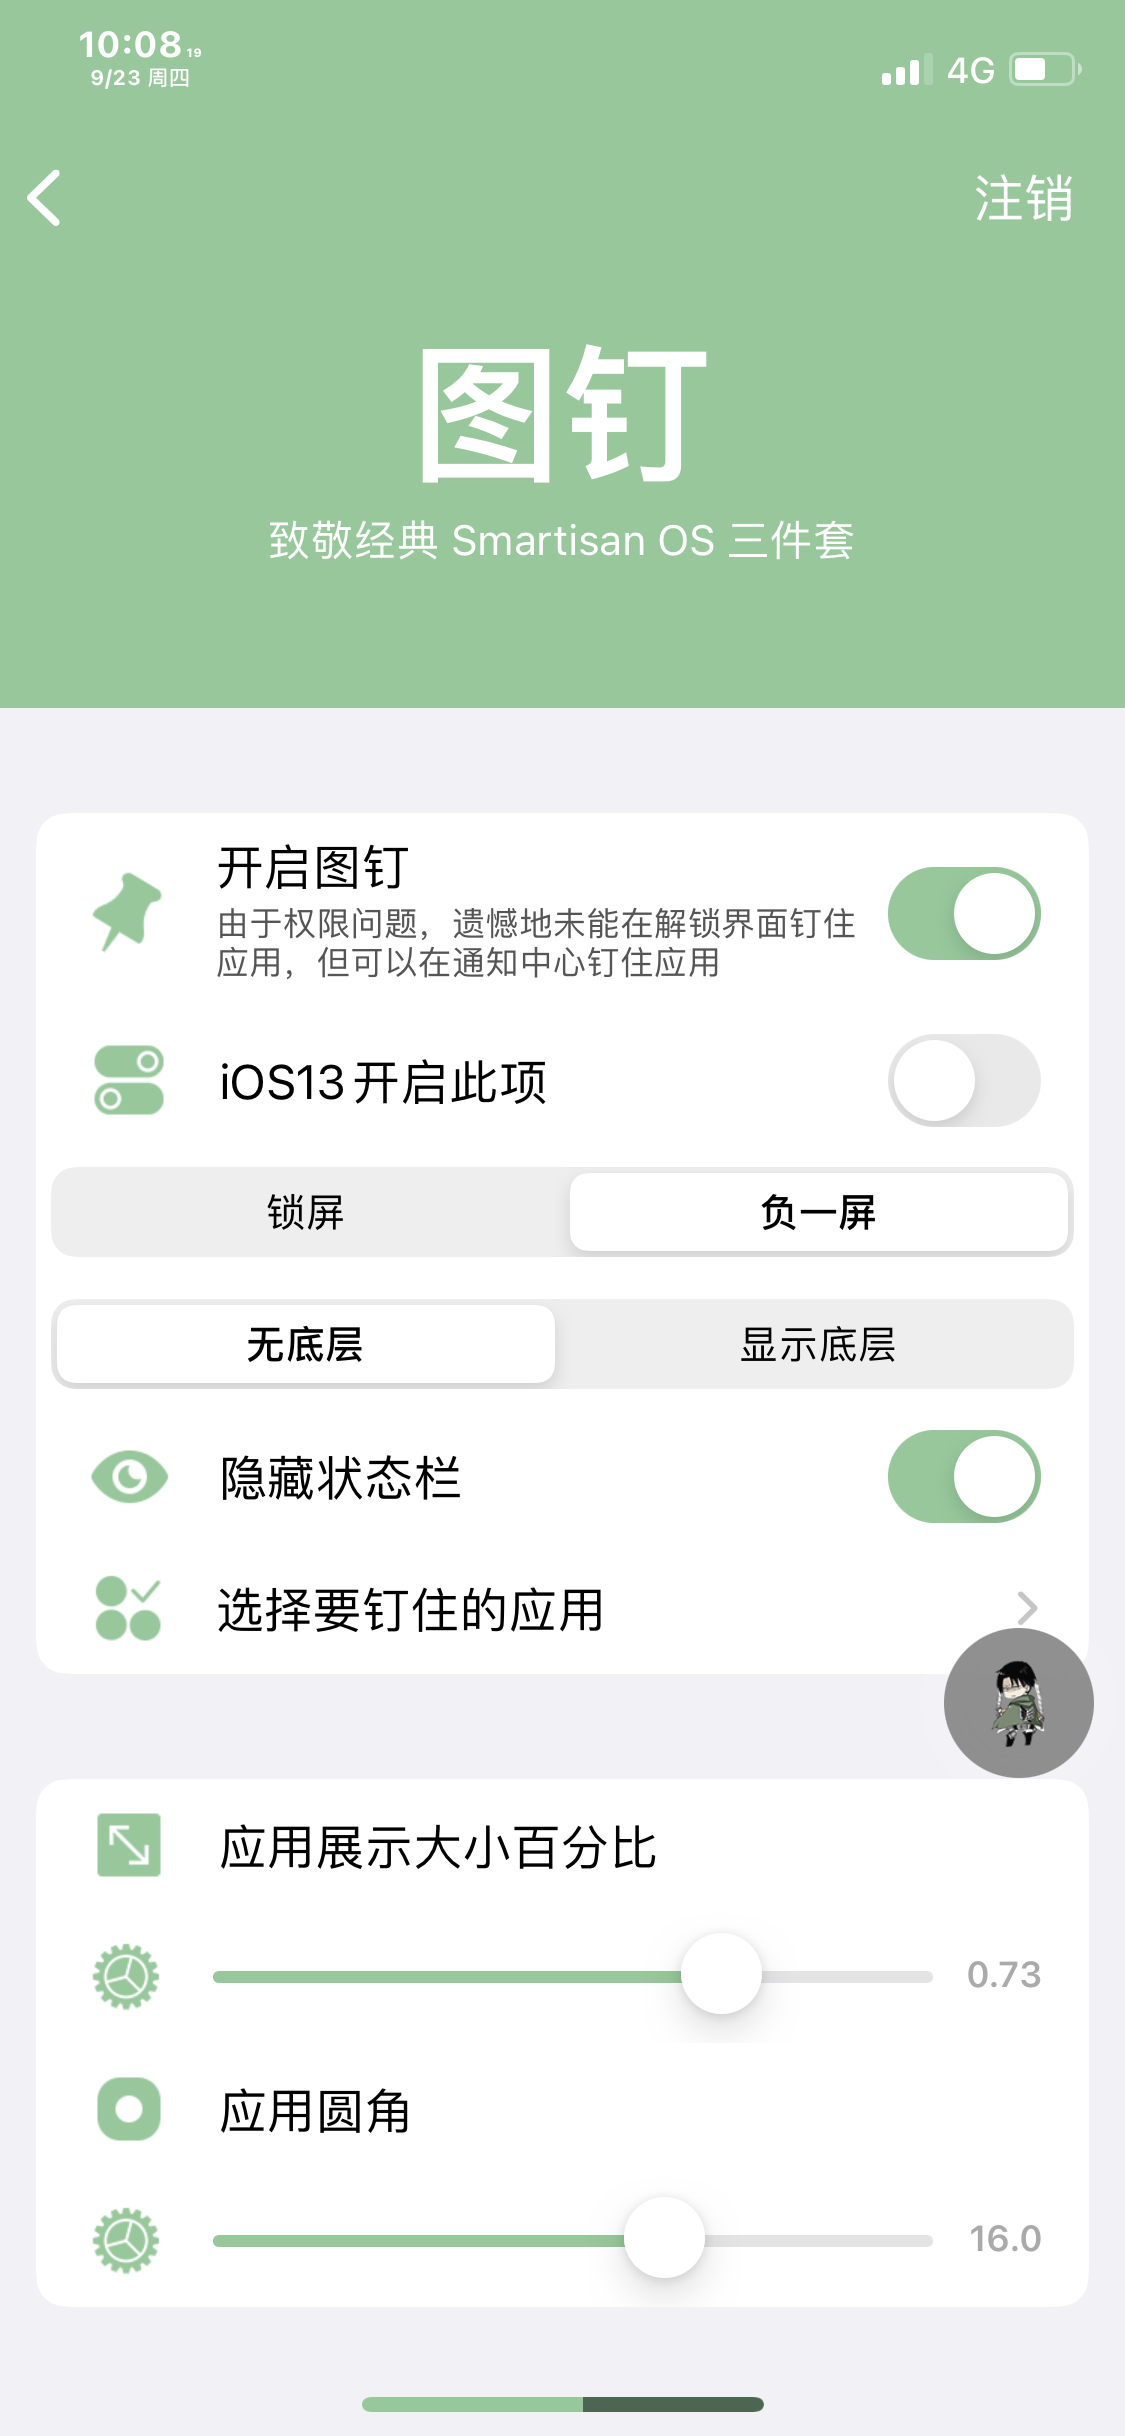 10:08 19
9/23 周四
4G
注销
图钉
致敬经典 Smartisan OS 三件套
开启图钉
由于权限问题，遗憾地未能在解锁界面钉住
应用，但可以在通知中心钉住应用
iOS13 开启此项
锁屏 负一屏
无底层 显示底层
隐藏状态栏
选择要钉住的应用
应用展示大小百分比
0.73
应用圆角
16.0